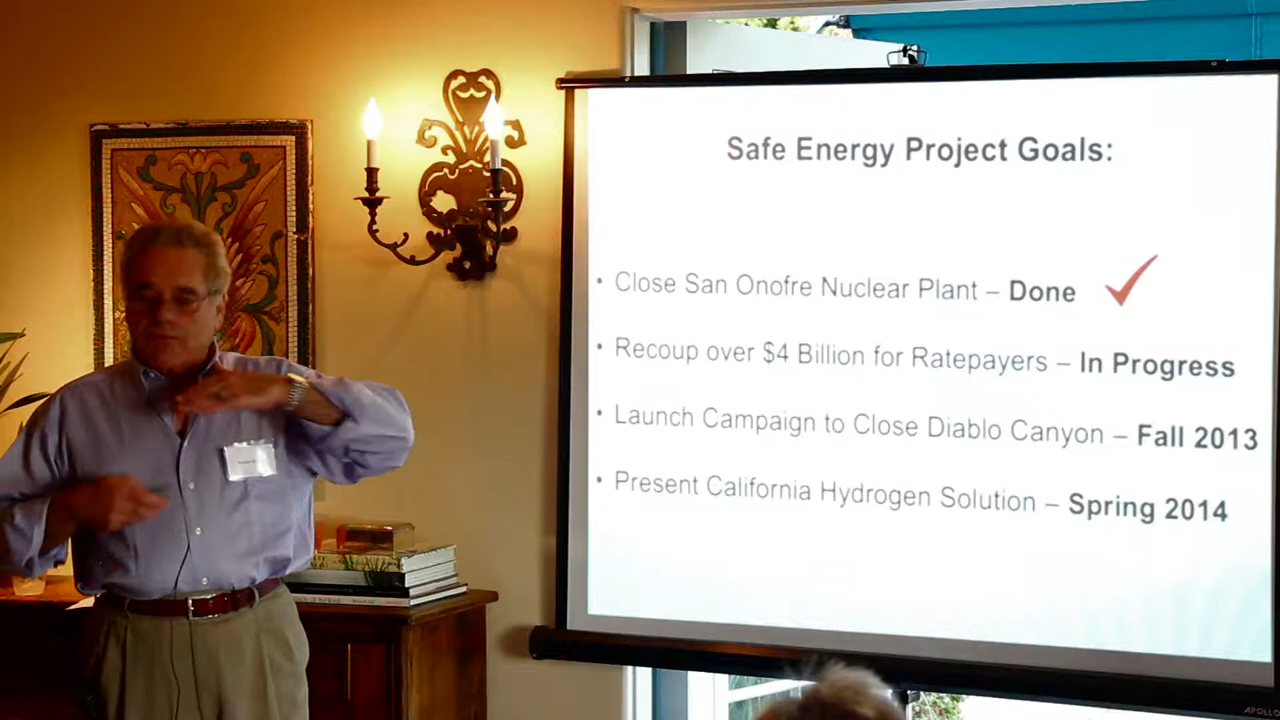 Safe Energy Project Goals:
• Close San Onofre Nuclear Plant – Done
• Recoup over $4 Billion for Ratepayers – In Progress
• Launch Campaign to Close Diablo Canyon – Fall 2013
• Present California Hydrogen Solution – Spring 2014
APOLLO